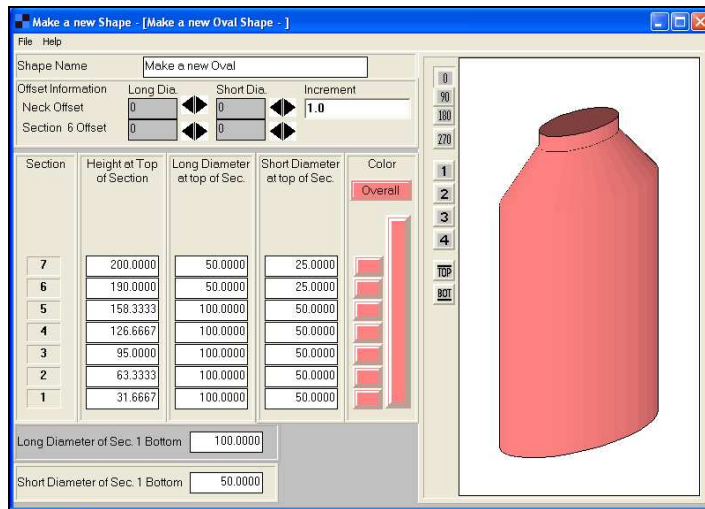 Make a new Shape - [Make a new Oval Shape - ]
File Help
Shape Name Make a new Oval
Offset Information Long Dia. Short Dia. Increment
Neck Offset 0 0 1.0
Section 6 Offset 0 0
Section Height at Top of Section Long Diameter at top of Sec. Short Diameter at top of Sec. Color
Overall
7 200.0000 50.0000 25.0000
6 190.0000 50.0000 25.0000
5 158.3333 100.0000 50.0000
4 126.6667 100.0000 50.0000
3 95.0000 100.0000 50.0000
2 63.3333 100.0000 50.0000
1 31.6667 100.0000 50.0000
Long Diameter of Sec. 1 Bottom 100.0000
Short Diameter of Sec. 1 Bottom 50.0000
0
90
180
270
1
2
3
4
TOP
BOT